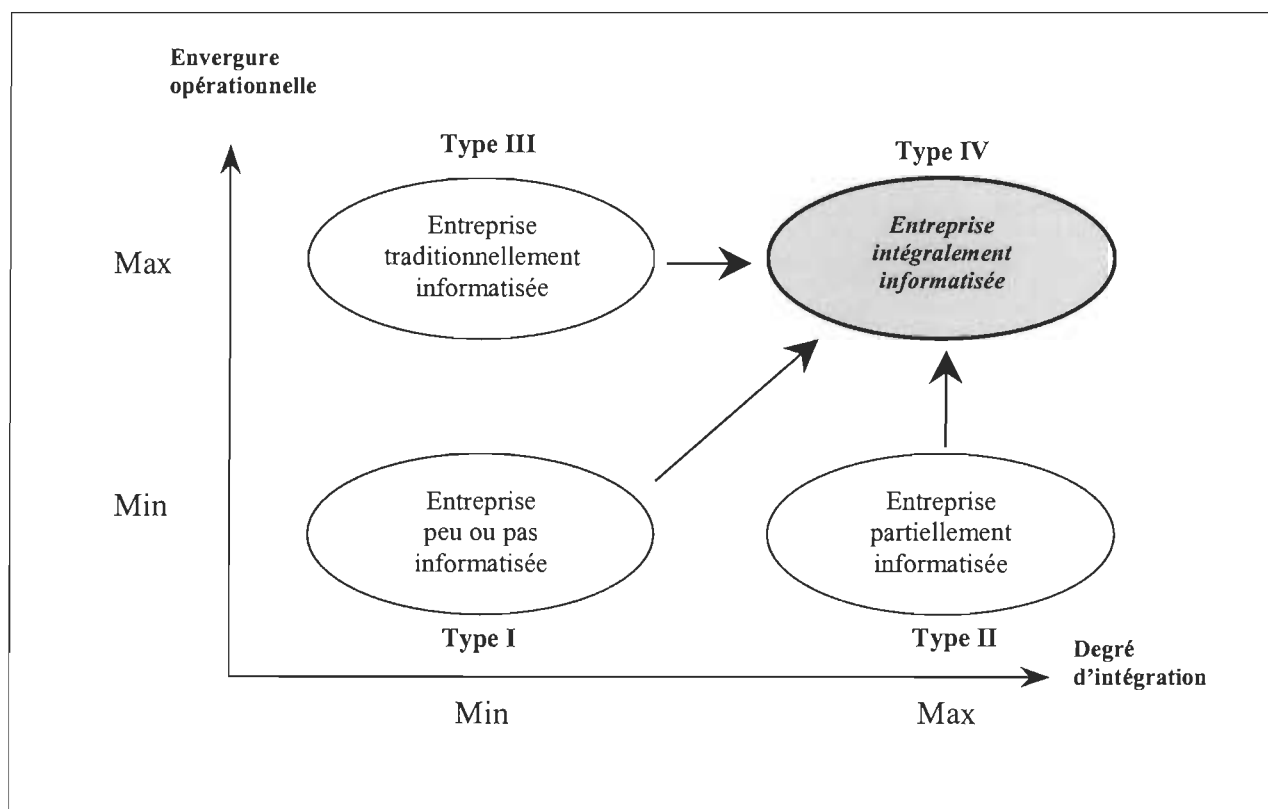 Envergure
opérationnelle
Type III
Type IV
Entreprise
traditionnellement
informatisée
Entreprise
intégralement
informatisée
Max
Min
Entreprise
peu ou pas
informatisée
Entreprise
partiellement
informatisée
Type I
Type II
Degré
d'intégration
Min
Max